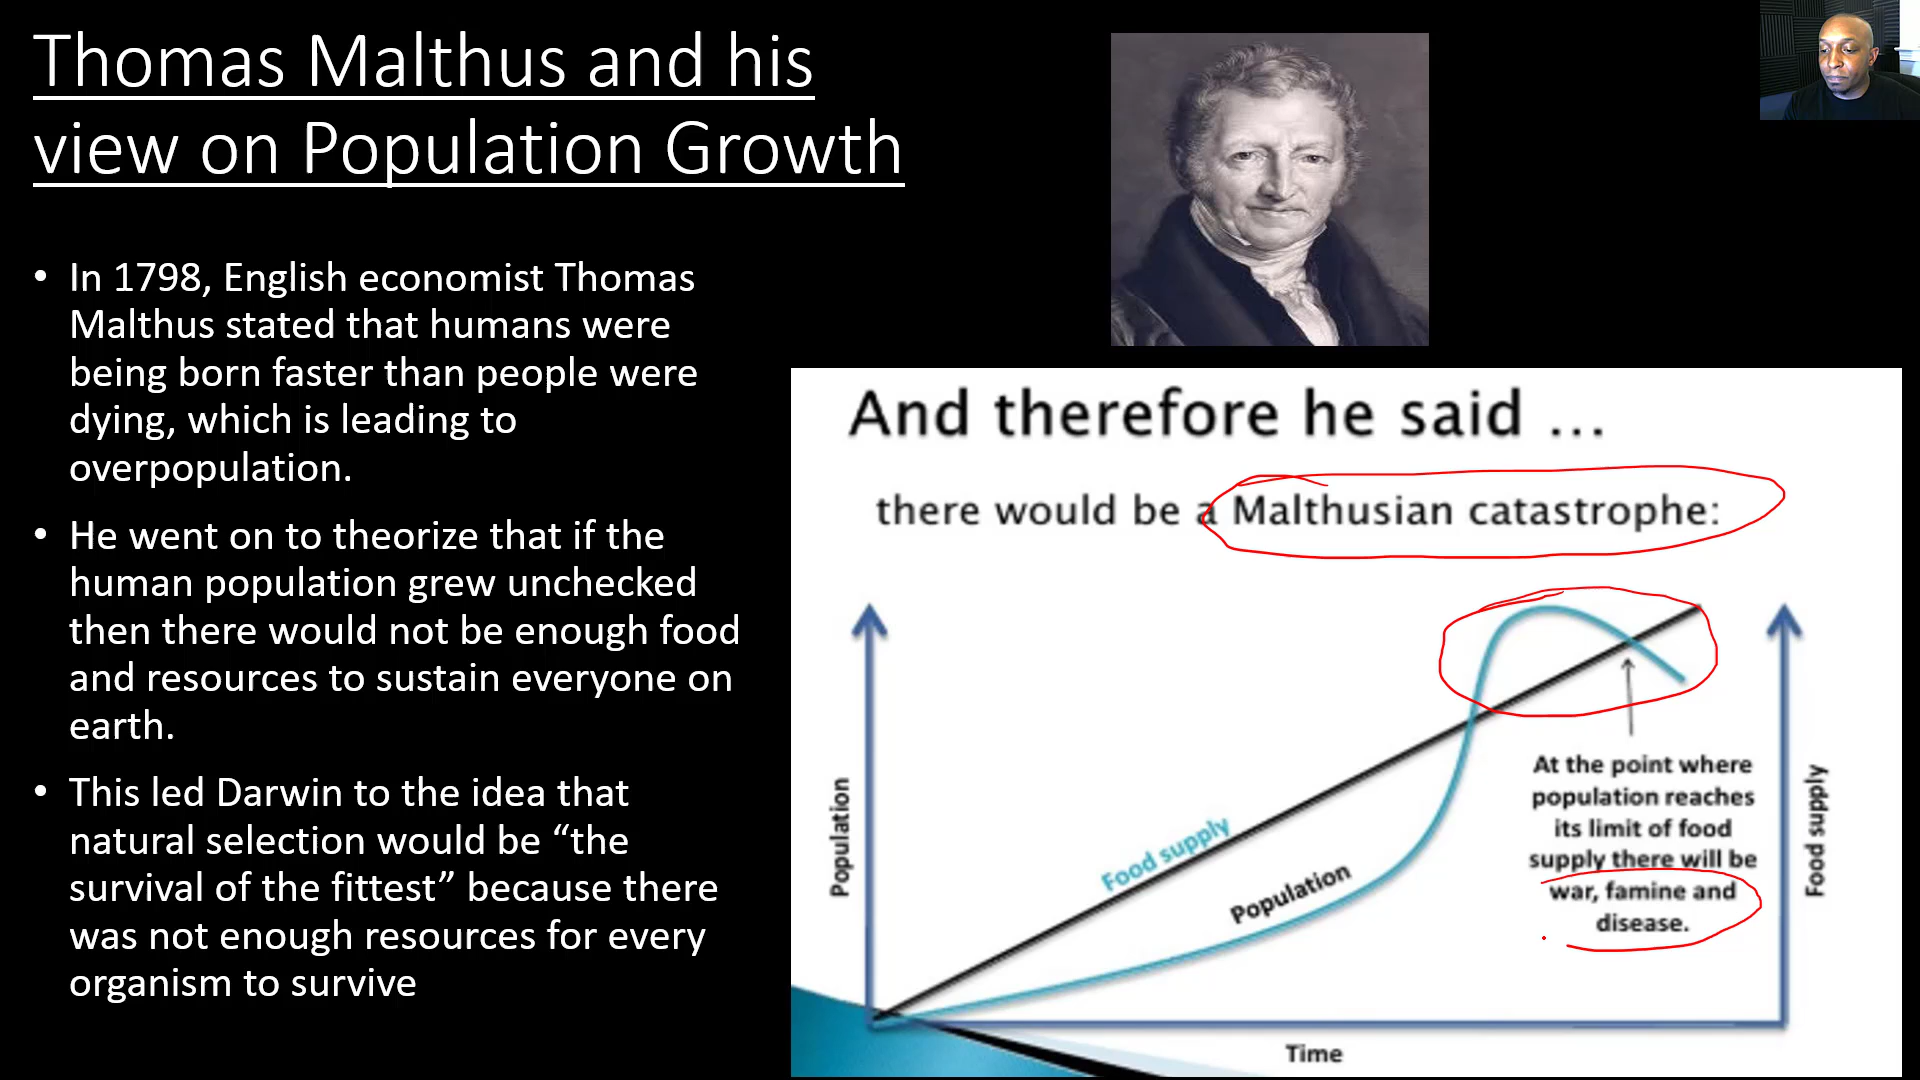 Thomas Malthus and his
view on Population Growth
• In 1798, English economist Thomas
Malthus stated that humans were
being born faster than people were
dying, which is leading to
overpopulation.
• He went on to theorize that if the
human population grew unchecked
then there would not be enough food
and resources to sustain everyone on
earth.
• This led Darwin to the idea that
natural selection would be “the
survival of the fittest” because there
was not enough resources for every
organism to survive
And therefore he said ...
there would be a Malthusian catastrophe:
Population
Food supply
Population
At the point where
population reaches
its limit of food
supply there will be
war, famine and
disease.
Food supply
Time